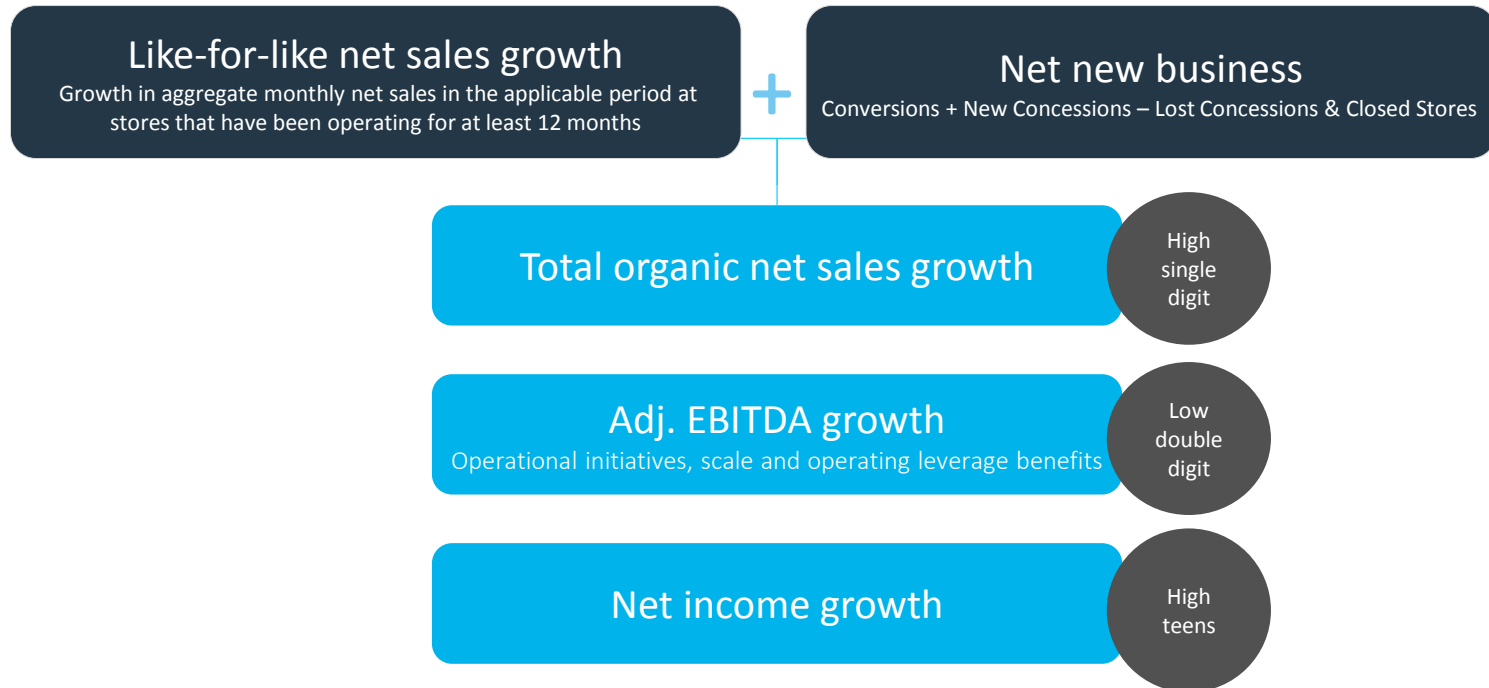 Like-for-like net sales growth
Growth in aggregate monthly net sales in the applicable period at
stores that have been operating for at least 12 months
+
Net new business
Conversions + New Concessions – Lost Concessions & Closed Stores
Total organic net sales growth
High
single
digit
Adj. EBITDA growth
Operational initiatives, scale and operating leverage benefits
Low
double
digit
Net income growth
High
teens